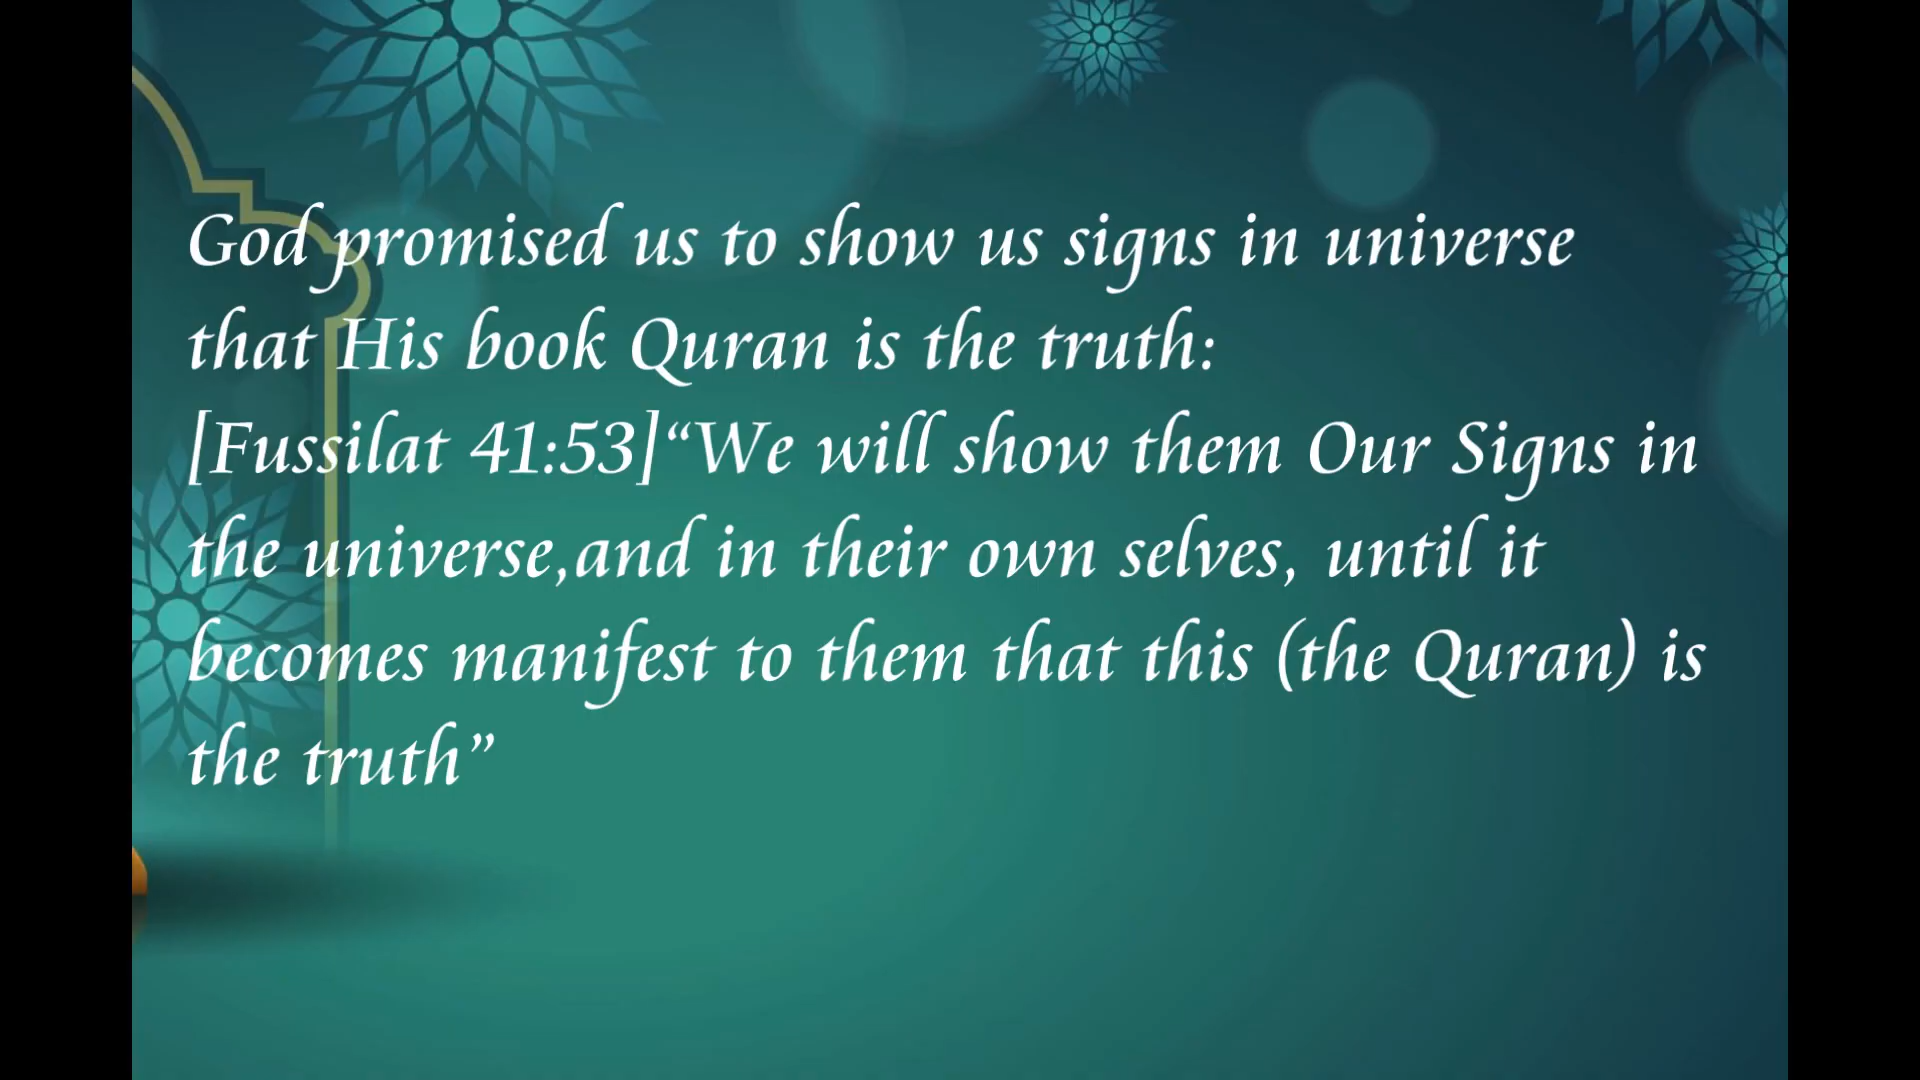 God promised us to show us signs in universe
that His book Quran is the truth:
[Fussilat 41:53]“We will show them Our Signs in
the universe,and in their own selves, until it
becomes manifest to them that this (the Quran) is
the truth”